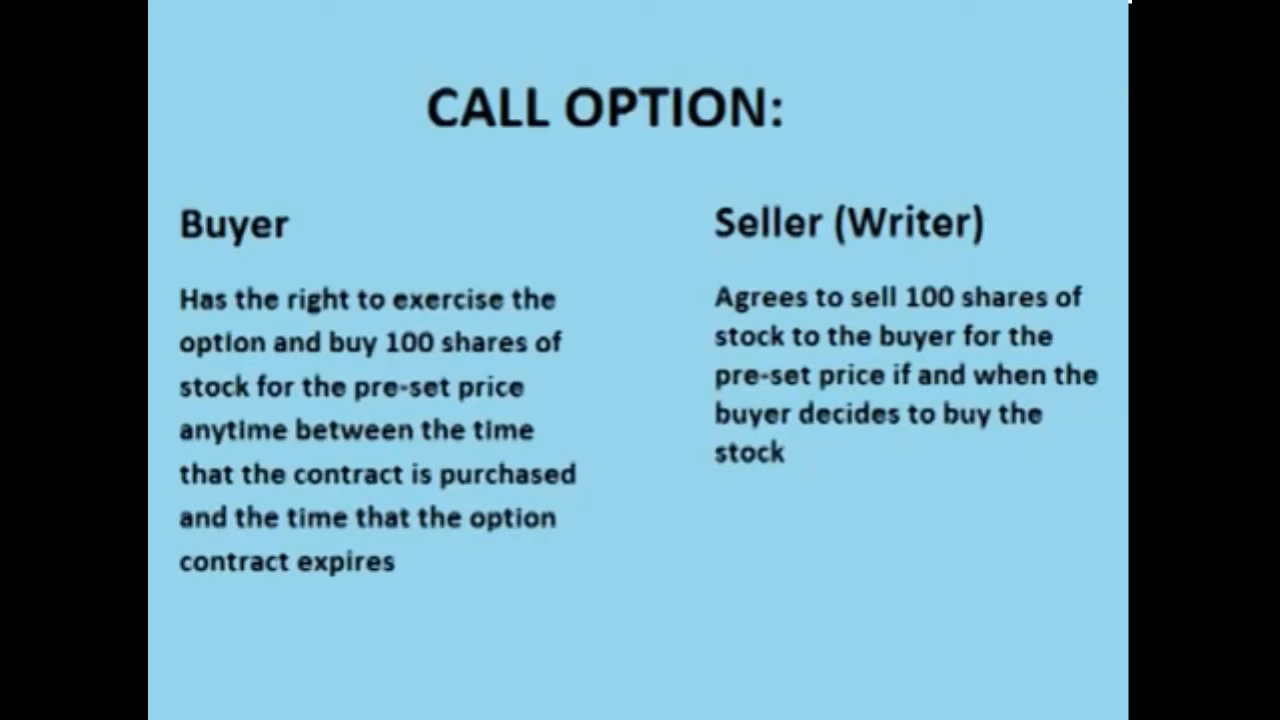 CALL OPTION:
Buyer
Has the right to exercise the
option and buy 100 shares of
stock for the pre-set price
anytime between the time
that the contract is purchased
and the time that the option
contract expires
Seller (Writer)
Agrees to sell 100 shares of
stock to the buyer for the
pre-set price if and when the
buyer decides to buy the
stock